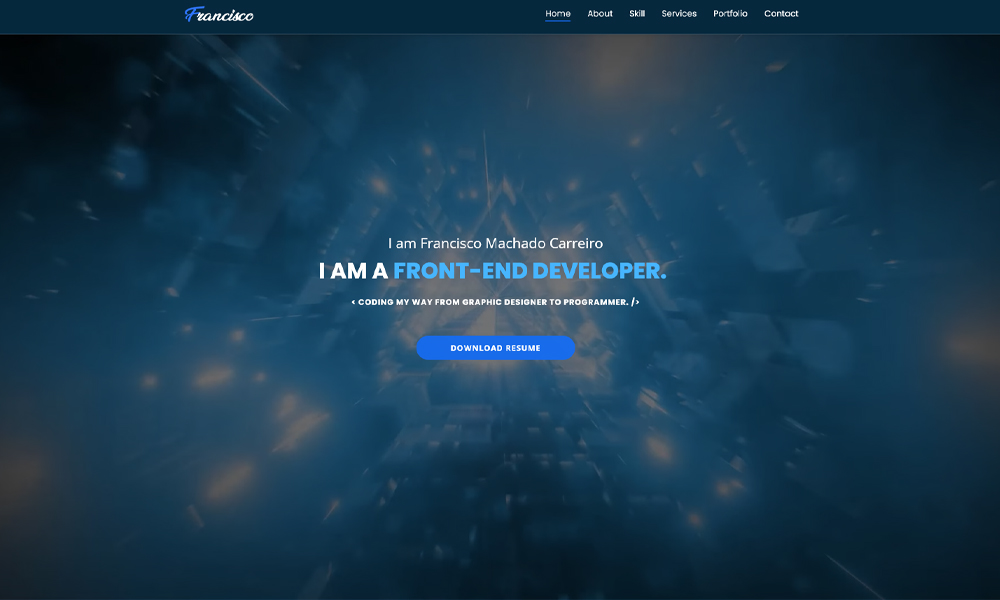 Francisco
Home About Skill Services Portfolio Contact
I am Francisco Machado Carreiro
I AM A FRONT-END DEVELOPER.
< CODING MY WAY FROM GRAPHIC DESIGNER TO PROGRAMMER. />
DOWNLOAD RESUME